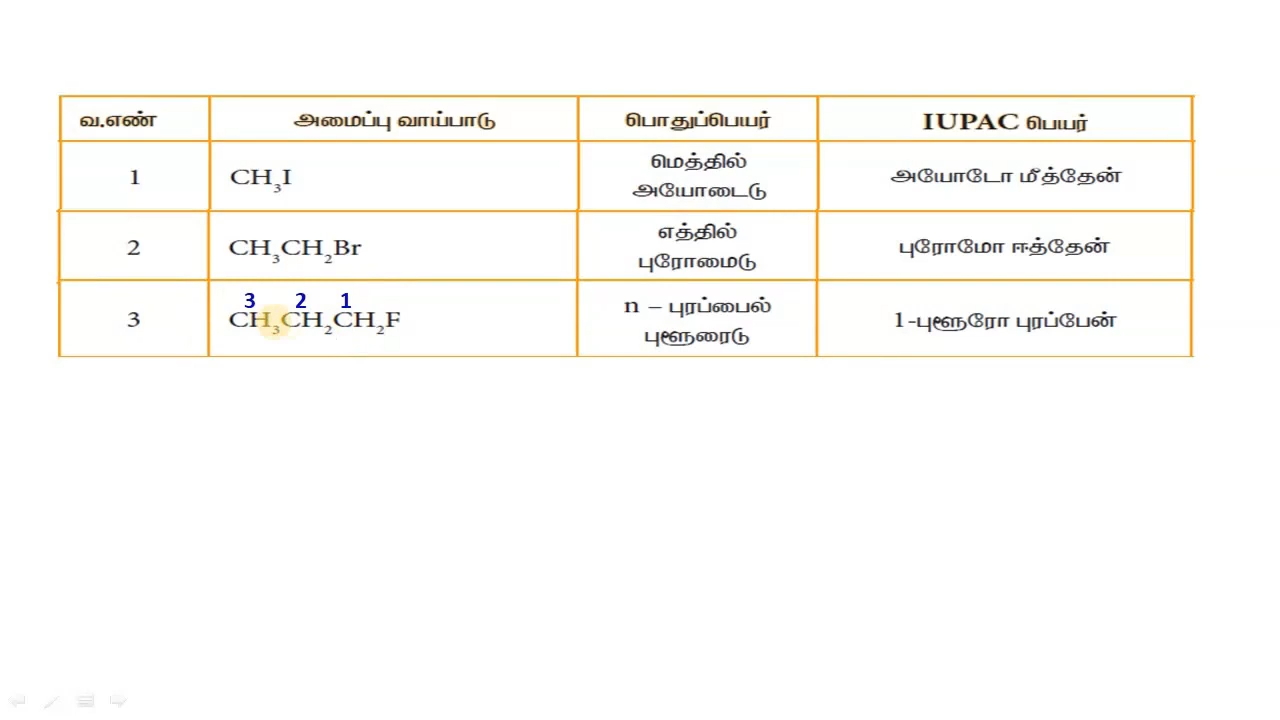 வ.எண் அமைப்பு வாய்பாடு பொதுப்பெயர் IUPAC பெயர்
1 CH₃I மெத்தில் அயோடைடு அயோடோ மீத்தேன்
2 CH₃CH₂Br எத்தில் புரோமைடு புரோமோ ஈத்தேன்
3 2 1
3 CH₃CH₂CH₂F n – புரப்பைல் புளூரைடு 1-புளூரோ புரப்பேன்